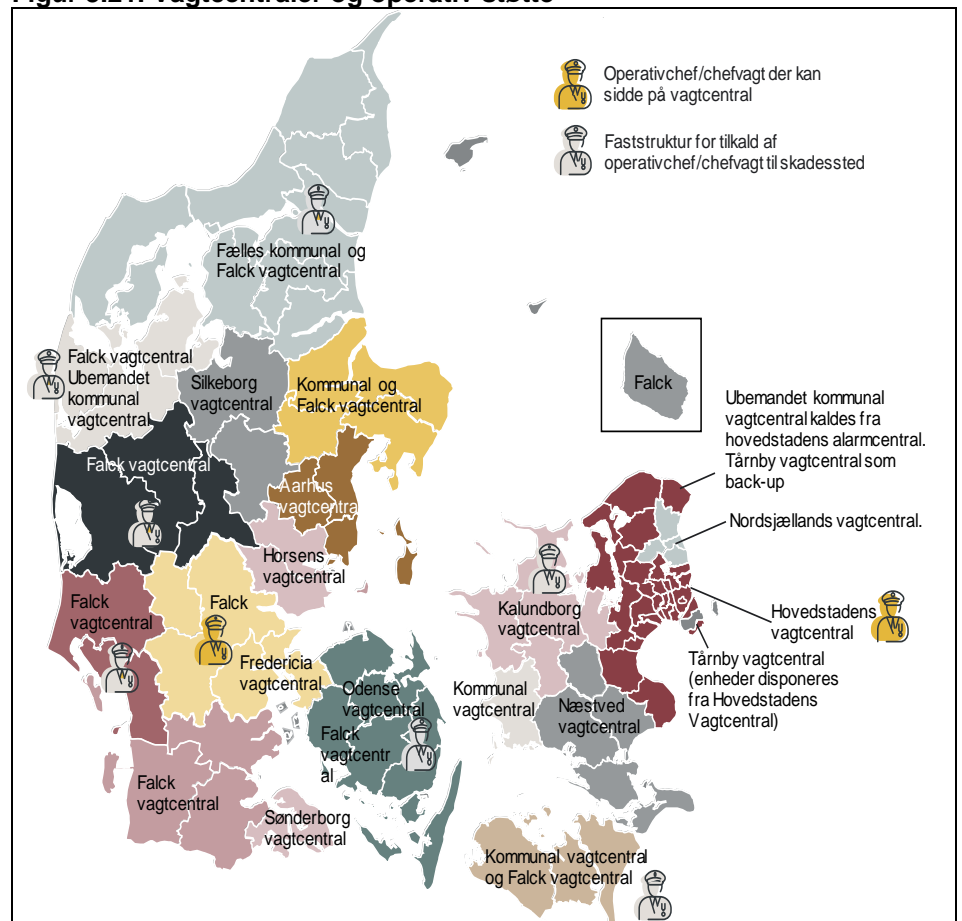 Operativchef/chefvagt der kan
sidde på vagtcentral
Faststruktur for tilkald af
operativchef/chefvagt til skadessted
Fælles kommunal og
Falck vagtcentral
Falck vagtcentral
Ubemandet
kommunal
vagtcentral
Silkeborg
vagtcentral
Kommunal og
Falck vagtcentral
Falck
Ubemandet kommunal
vagtcentral kaldes fra
hovedstadens alarmcentral.
Tårnby vagtcentral som
back-up
Falck vagtcentral
Aarhus
vagtcentral
Nordsjællands vagtcentral.
Horsens
vagtcentral
Falck
vagtcentral
Falck
Fredericia
vagtcentral
Kalundborg
vagtcentral
Hovedstadens
vagtcentral
Tårnby vagtcentral
(enheder disponeres
fra Hovedstadens
Vagtcentral)
Kommunal
vagtcentral
Næstved
vagtcentral
Odense
vagtcentral
Falck
vagtcentr
al
Falck
vagtcentral
Sønderborg
vagtcentral
Kommunal vagtcentral
og Falck vagtcentral